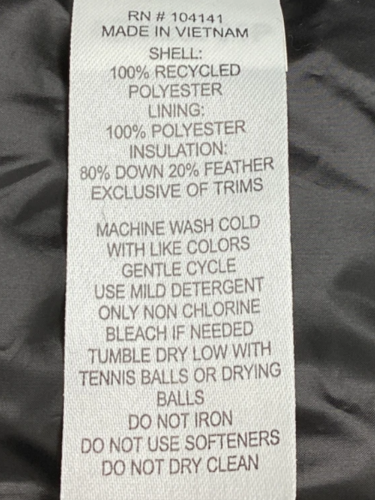 RN # 104141
MADE IN VIETNAM
SHELL:
100% RECYCLED
POLYESTER
LINING:
100% POLYESTER
INSULATION:
80% DOWN 20% FEATHER
EXCLUSIVE OF TRIMS
MACHINE WASH COLD
WITH LIKE COLORS
GENTLE CYCLE
USE MILD DETERGENT
ONLY NON CHLORINE
BLEACH IF NEEDED
TUMBLE DRY LOW WITH
TENNIS BALLS OR DRYING
BALLS
DO NOT IRON
DO NOT USE SOFTENERS
DO NOT DRY CLEAN